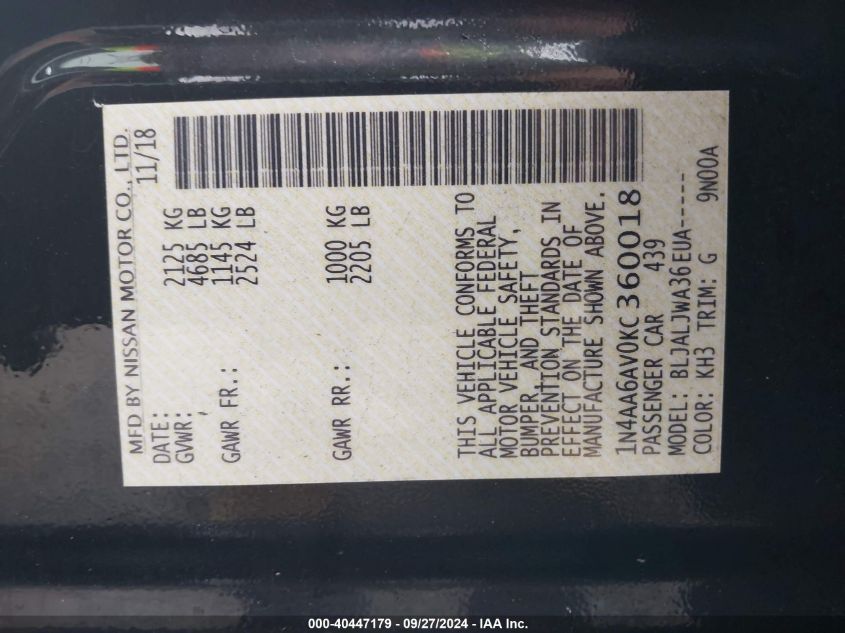 MFD BY NISSAN MOTOR CO., LTD.
DATE: 11/18
GVWR: 2125 KG
4685 LB
GAWR FR.: 1145 KG
2524 LB
GAWR RR.: 1000 KG
2205 LB
THIS VEHICLE CONFORMS TO
ALL APPLICABLE FEDERAL
MOTOR VEHICLE SAFETY,
BUMPER, AND THEFT
PREVENTION STANDARDS IN
EFFECT ON THE DATE OF
MANUFACTURE SHOWN ABOVE.
1N4AA6AV0KC360018
PASSENGER CAR 439
MODEL: BLJALJWA36EUA-----
COLOR: KH3 TRIM: G 9N00A
000-40447179 - 09/27/2024 - IAA Inc.